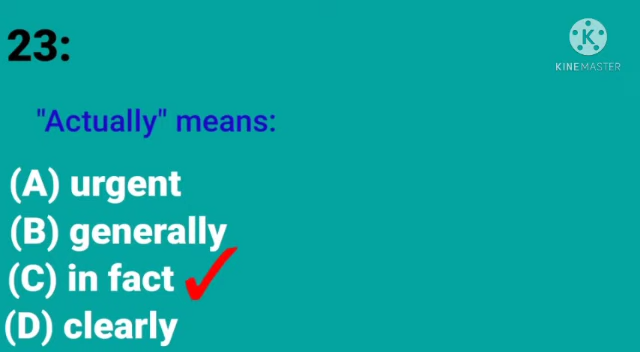 23:
KINEMASTER
"Actually" means:
(A) urgent
(B) generally
(C) in fact
(D) clearly